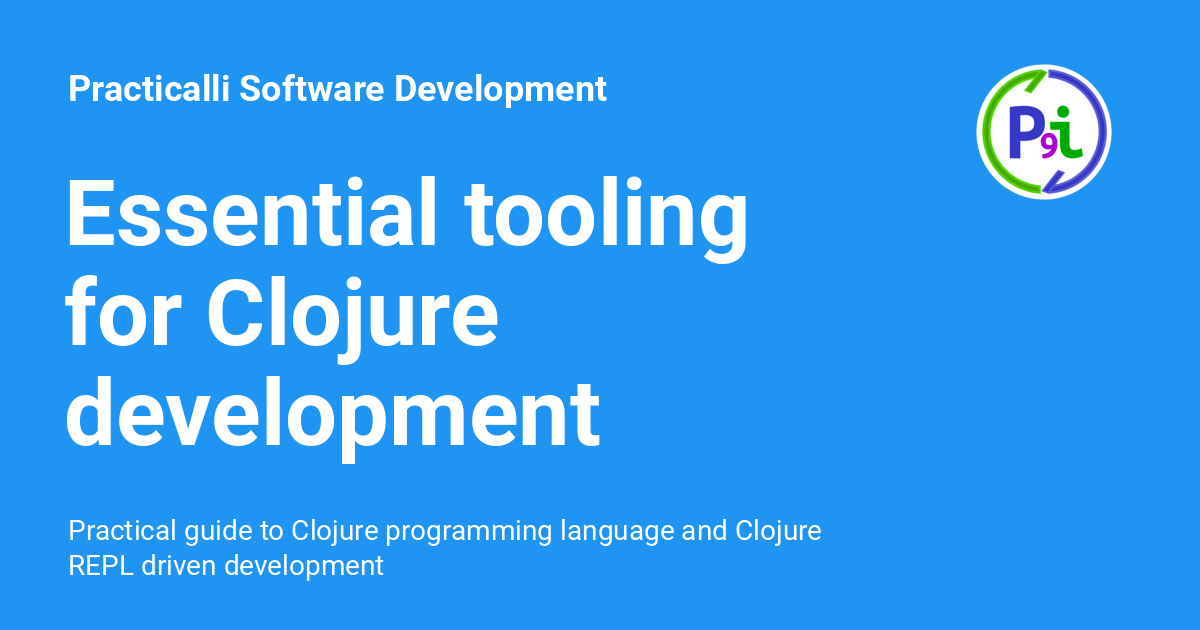 Practicalli Software Development
P9i
Essential tooling
for Clojure
development
Practical guide to Clojure programming language and Clojure
REPL driven development